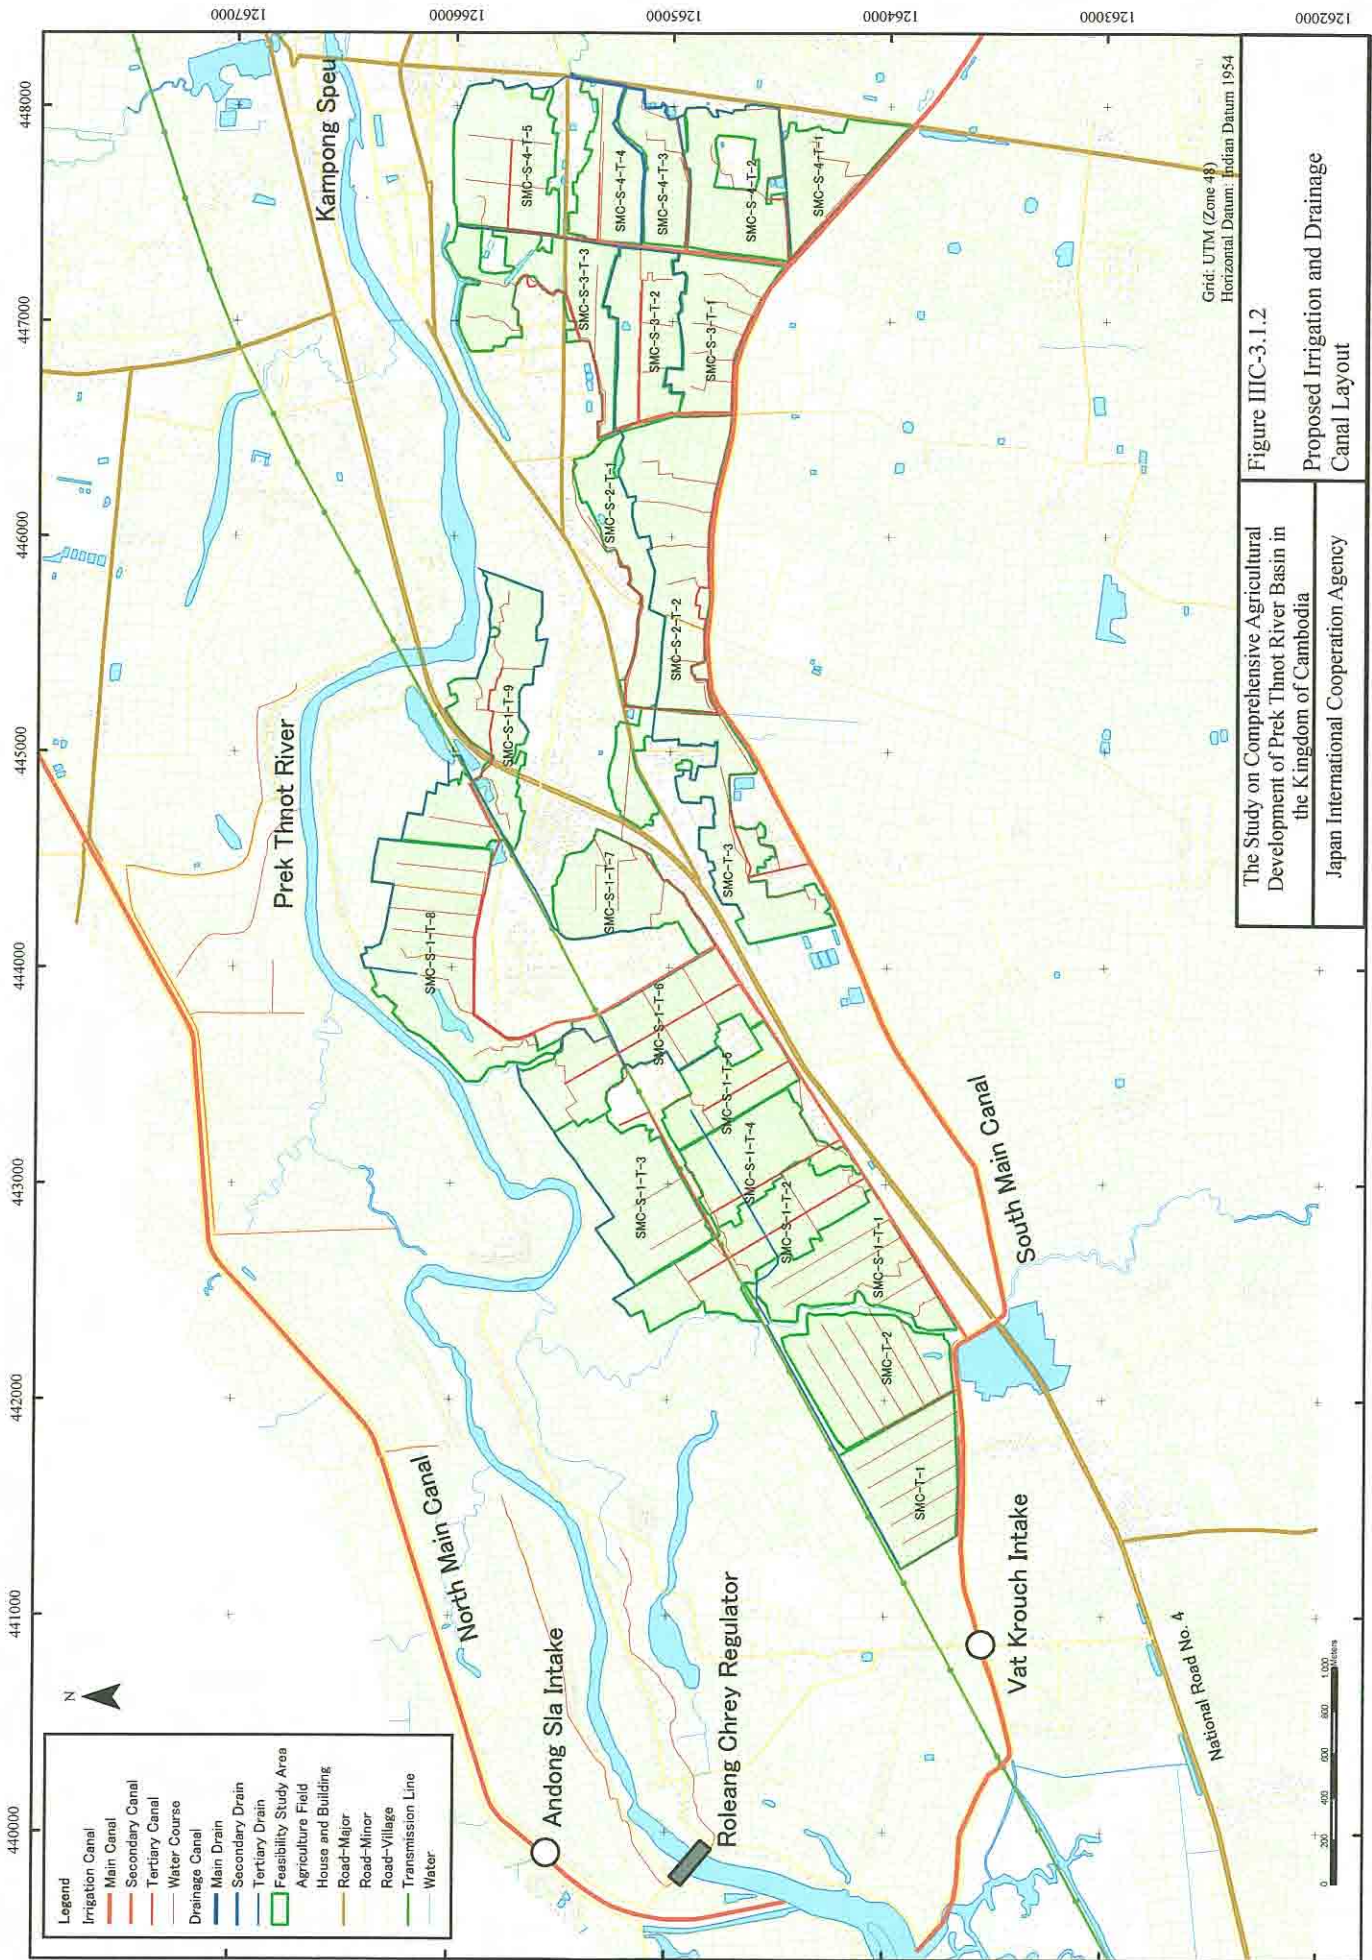 440000
441000
442000
443000
444000
445000
446000
447000
448000
1267000
1266000
1265000
1264000
1263000
1262000
Legend
Irrigation Canal
Main Canal
Secondary Canal
Tertiary Canal
Water Course
Drainage Canal
Main Drain
Secondary Drain
Tertiary Drain
Feasibility Study Area
Agriculture Field
House and Building
Road-Major
Road-Minor
Road-Village
Transmission Line
Water
N
North Main Canal
Andong Sla Intake
Roleang Chrey Regulator
Vat Krouch Intake
National Road No. 4
South Main Canal
Prek Thnot River
Kampong Speu
SMC-T-1
SMC-T-2
SMC-S-1-T-1
SMC-S-1-T-2
SMC-S-1-T-3
SMC-S-1-T-4
SMC-S-1-T-5
SMC-S-1-T-6
SMC-S-1-T-7
SMC-S-1-T-8
SMC-S-1-T-9
SMC-T-3
SMC-S-2-T-1
SMC-S-2-T-2
SMC-S-3-T-1
SMC-S-3-T-2
SMC-S-3-T-3
SMC-S-4-T-1
SMC-S-4-T-2
SMC-S-4-T-3
SMC-S-4-T-4
SMC-S-4-T-5
0 200 400 600 800 1,000
Meters
Grid: UTM (Zone 48)
Horizontal Datum: Indian Datum 1954
The Study on Comprehensive Agricultural
Development of Prek Thnot River Basin in
the Kingdom of Cambodia
Japan International Cooperation Agency
Figure IIIC-3.1.2
Proposed Irrigation and Drainage
Canal Layout